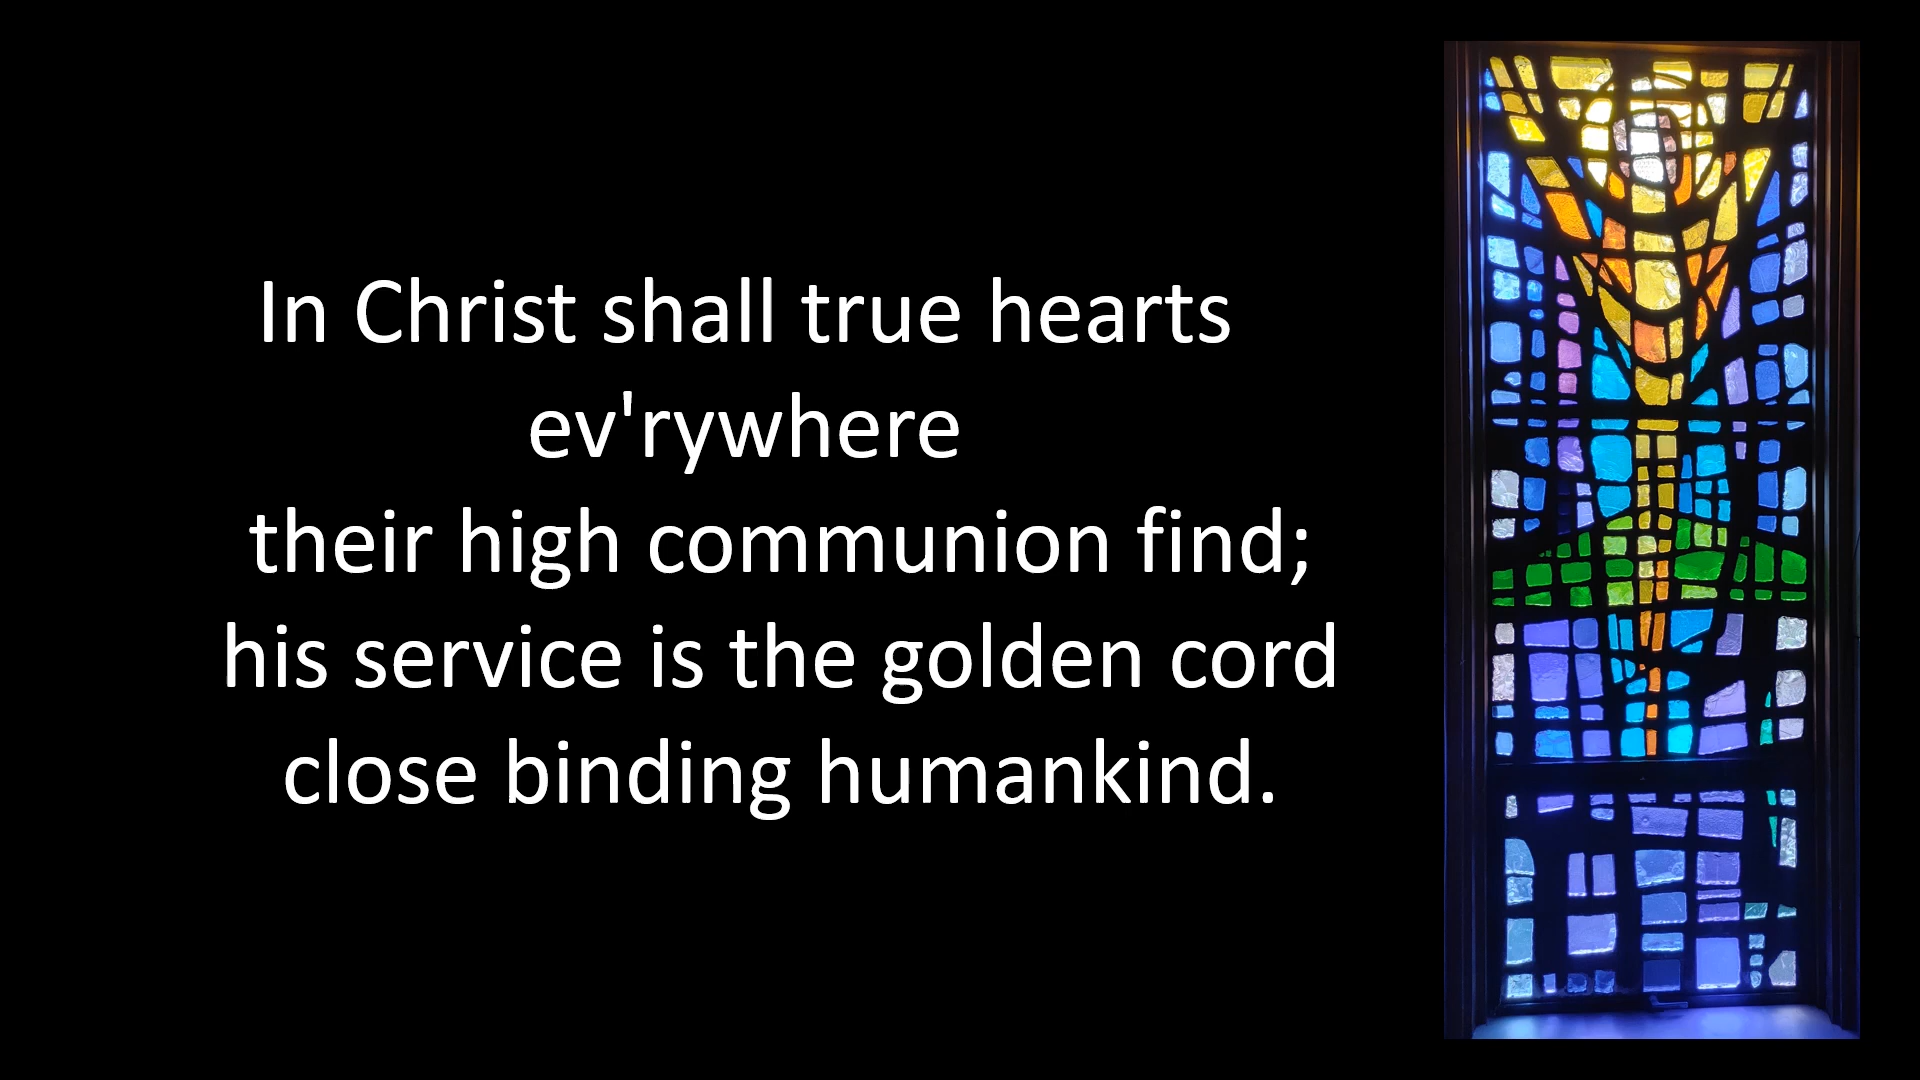 In Christ shall true hearts
ev'rywhere
their high communion find;
his service is the golden cord
close binding humankind.